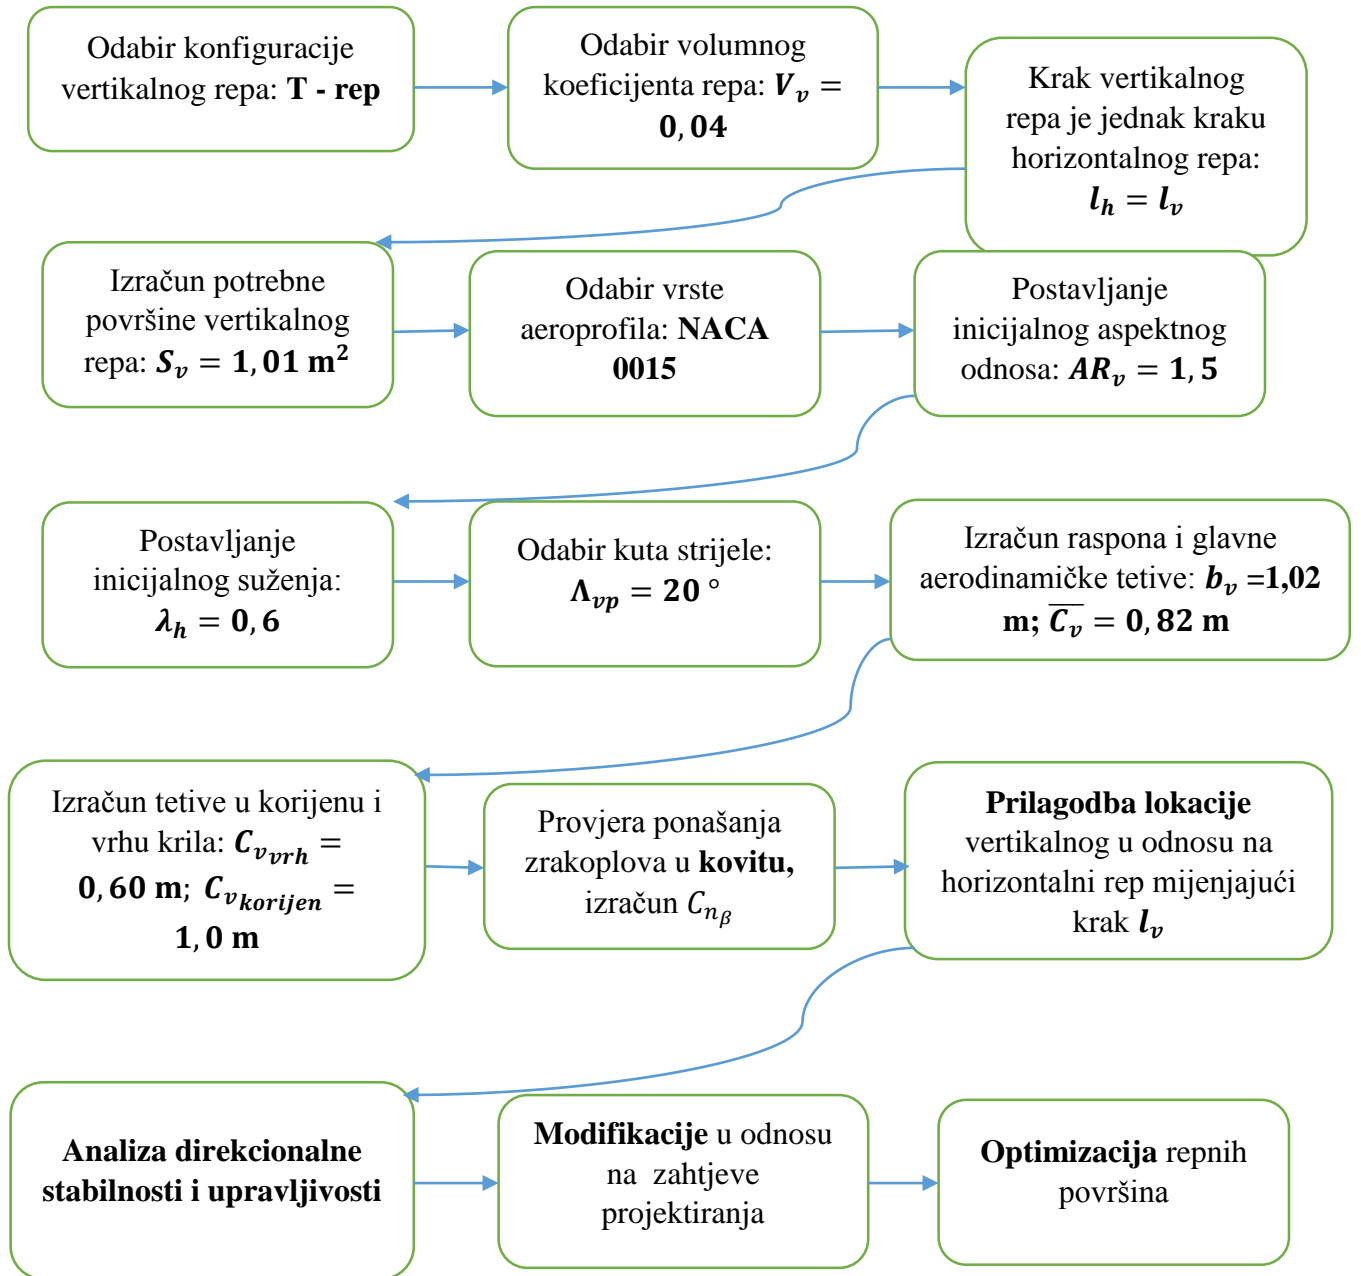 Odabir konfiguracije
vertikalnog repa: T - rep
Odabir volumnog
koeficijenta repa: V_v =
0,04
Krak vertikalnog
repa je jednak kraku
horizontalnog repa:
l_h = l_v
Izračun potrebne
površine vertikalnog
repa: S_v = 1,01 m²
Odabir vrste
aeroprofila: NACA
0015
Postavljanje
inicijalnog aspektnog
odnosa: AR_v = 1,5
Postavljanje
inicijalnog suženja:
λ_h = 0,6
Odabir kuta strijele:
Λ_vp = 20 °
Izračun raspona i glavne
aerodinamičke tetive: b_v =1,02
m; C̅_v = 0,82 m
Izračun tetive u korijenu i
vrhu krila: C_v_vrh =
0,60 m; C_v_korijen =
1,0 m
Provjera ponašanja
zrakoplova u kovitu,
izračun C_n_β
Prilagodba lokacije
vertikalnog u odnosu na
horizontalni rep mijenjajući
krak l_v
Analiza direkcionalne
stabilnosti i upravljivosti
Modifikacije u odnosu
na zahtjeve
projektiranja
Optimizacija repnih
površina